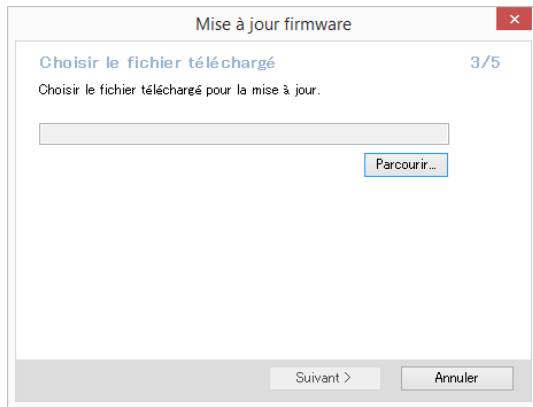 Mise à jour firmware
Choisir le fichier téléchargé 3/5
Choisir le fichier téléchargé pour la mise à jour.
Parcourir...
Suivant >
Annuler